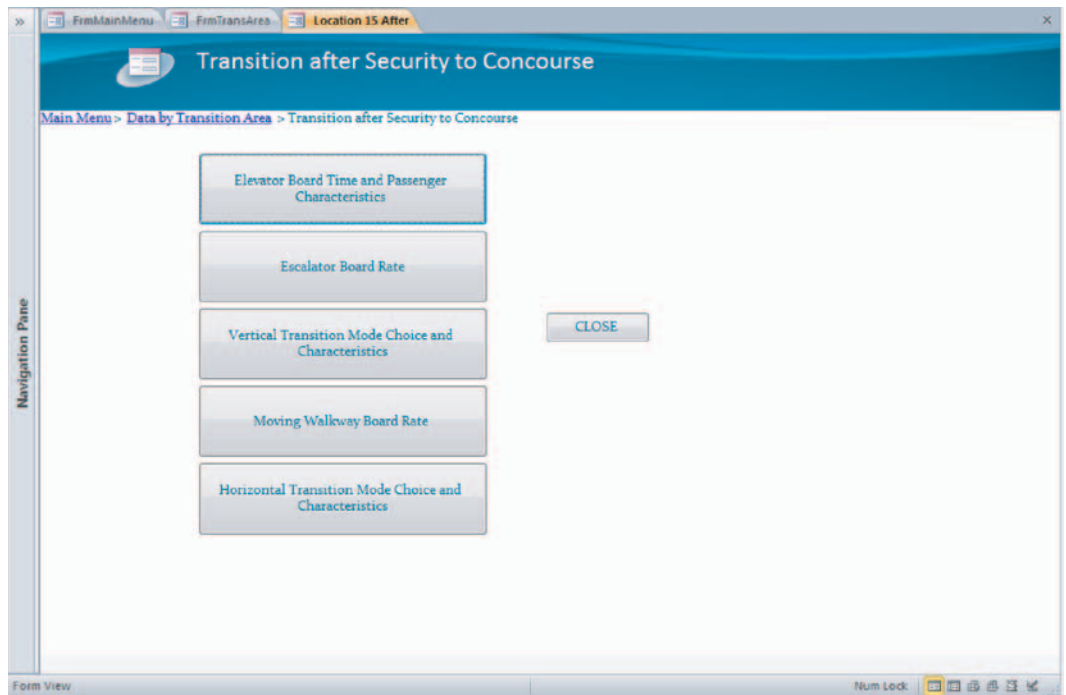 »
FrmMainMenu
FrmTransArea
Location 15 After
×
Transition after Security to Concourse
Main Menu > Data by Transition Area > Transition after Security to Concourse
Elevator Board Time and Passenger
Characteristics
Escalator Board Rate
Vertical Transition Mode Choice and
Characteristics
CLOSE
Moving Walkway Board Rate
Horizontal Transition Mode Choice and
Characteristics
Navigation Pane
Form View
Num Lock